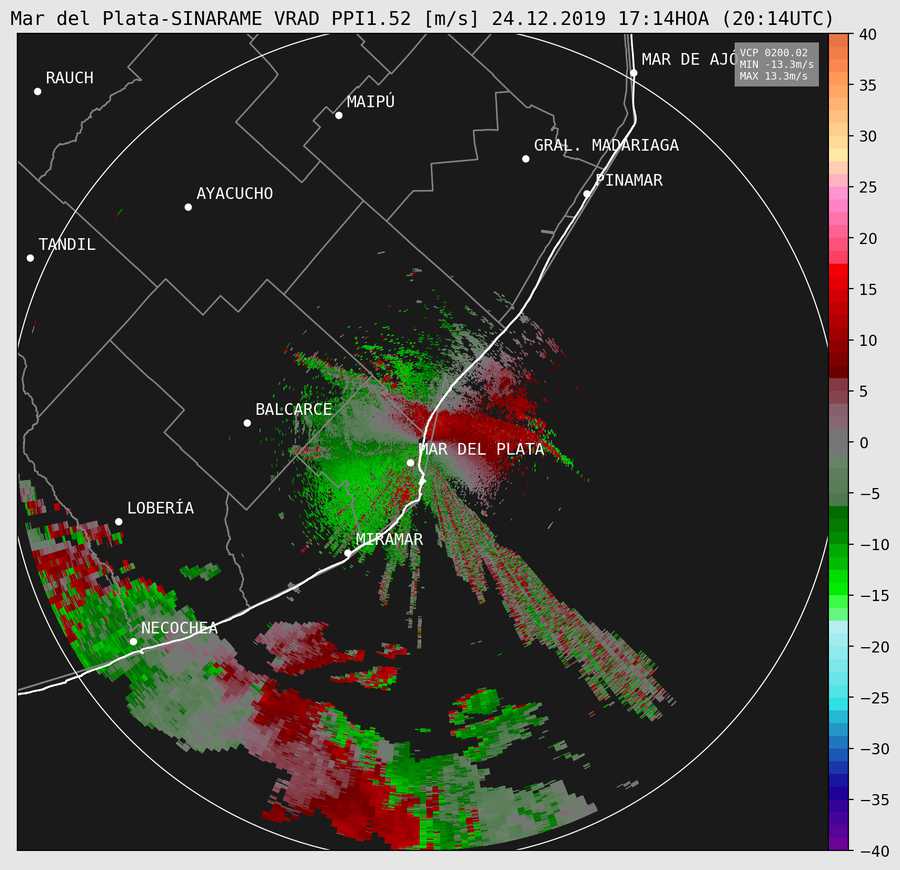 Mar del Plata-SINARAME VRAD PPI1.52 [m/s] 24.12.2019 17:14HOA (20:14UTC)
VCP 0200.02
MIN -13.3m/s
MAX 13.3m/s
MAR DE AJÓ
RAUCH
MAIPÚ
GRAL. MADARIAGA
PINAMAR
AYACUCHO
TANDIL
BALCARCE
MAR DEL PLATA
LOBERÍA
MIRAMAR
NECOCHEA
40
35
30
25
20
15
10
5
0
−5
−10
−15
−20
−25
−30
−35
−40